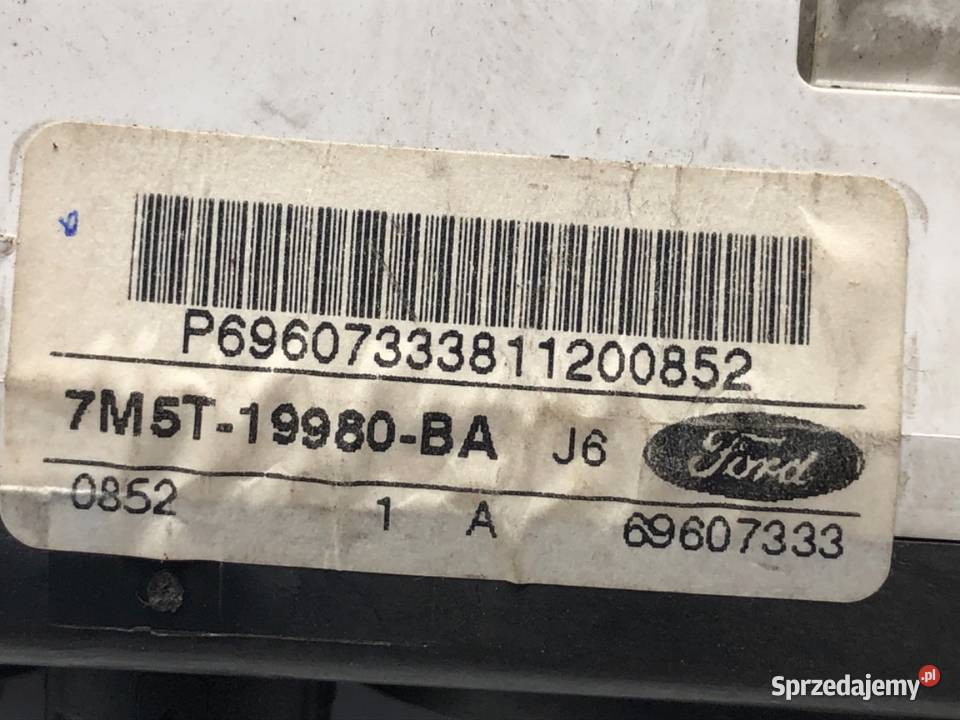 P69607333811200852
7M5T-19980-BA J6 Ford
0852 1 A 69607333
Sprzedajemy.pl